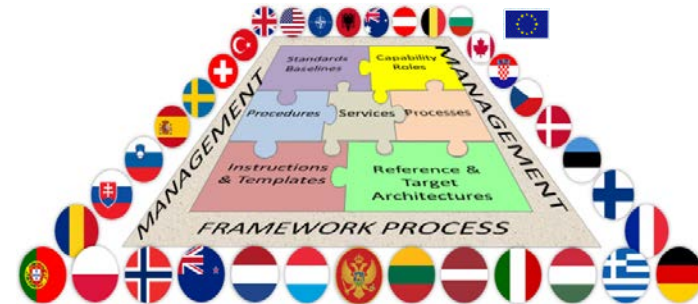 Standards
Baselines
Capability
Roles
MANAGEMENT
MANAGEMENT
Procedures
Services
Processes
Instructions
& Templates
Reference &
Target
Architectures
FRAMEWORK PROCESS